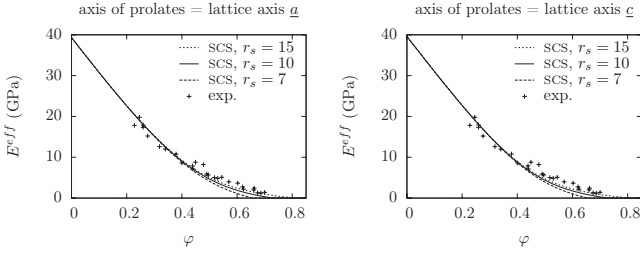 axis of prolates = lattice axis a
40
30
20
10
0
E^eff (GPa)
SCS, r_s = 15
SCS, r_s = 10
SCS, r_s = 7
exp.
0
0.2
0.4
0.6
0.8
φ
axis of prolates = lattice axis c
40
30
20
10
0
E^eff (GPa)
SCS, r_s = 15
SCS, r_s = 10
SCS, r_s = 7
exp.
0
0.2
0.4
0.6
0.8
φ